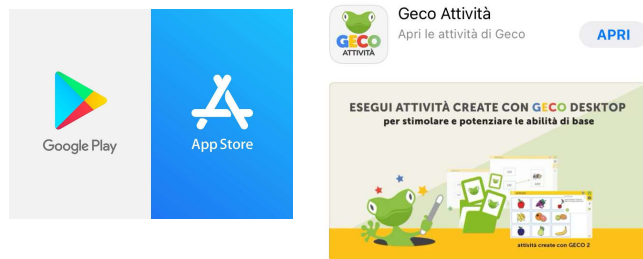 Google Play
App Store
GECO
ATTIVITÀ
Geco Attività
Apri le attività di Geco
APRI
ESEGUI ATTIVITÀ CREATE CON GECO DESKTOP
per stimolare e potenziare le abilità di base
attività create con GECO 2